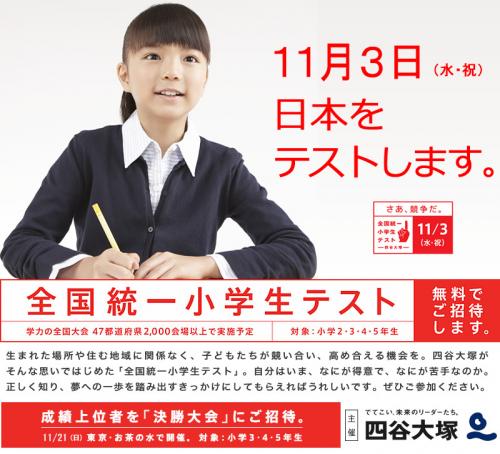 11月3日（水・祝）
日本を
テストします。
さあ、競争だ。
全国統一
小学生
テスト
四谷大塚
11/3
（水・祝）
全国統一小学生テスト
学力の全国大会 47都道府県2,000会場以上で実施予定
対象：小学2・3・4・5年生
無料で
ご招待
します。
生まれた場所や住む地域に関係なく、子どもたちが競い合い、高め合える機会を。四谷大塚が
そんな思いではじめた「全国統一小学生テスト」。自分はいま、なにが得意で、なにが苦手なのか。
正しく知り、夢への一歩を踏み出すきっかけにしてもらえればうれしいです。ぜひご参加ください。
成績上位者を「決勝大会」にご招待。
11/21（日）東京・お茶の水で開催。 対象：小学3・4・5年生
主催
でてこい、未来のリーダーたち。
四谷大塚